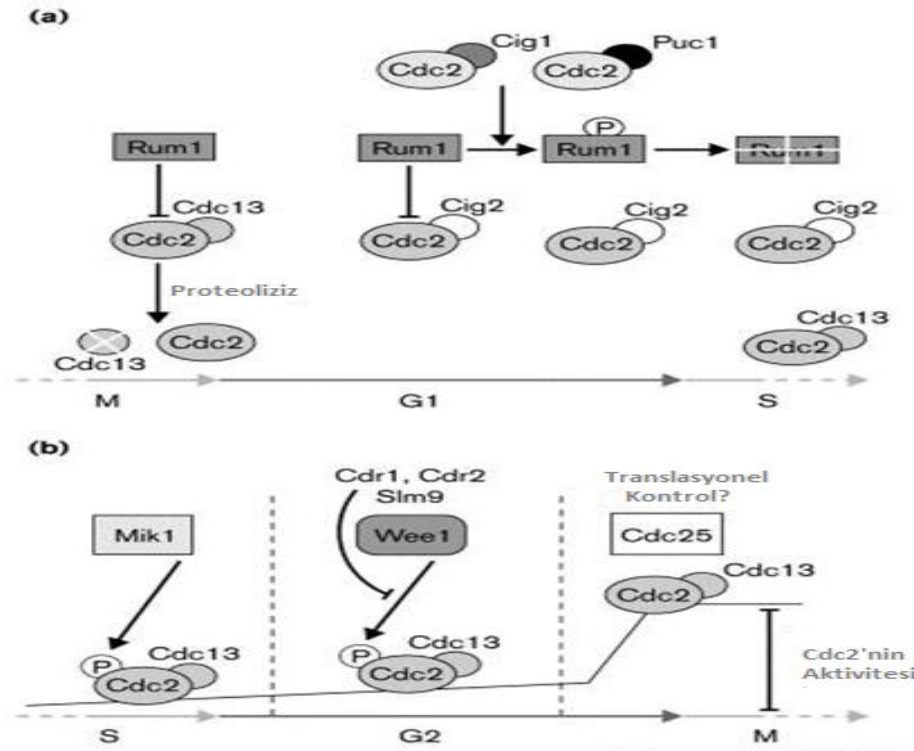 (a)
Cdc2 Cig1
Cdc2 Puc1
Rum1
Rum1
P
Rum1
Rum1
Cdc13
Cdc2
Cig2
Cdc2
Cig2
Cdc2
Cig2
Cdc2
Proteoliziz
Cdc13
Cdc2
Cdc13
Cdc2
M G1 S
(b)
Cdr1, Cdr2
Slm9
Translasyonel
Kontrol?
Mik1
Wee1
Cdc25
Cdc13
Cdc2
P
Cdc13
Cdc2
P
Cdc13
Cdc2
Cdc2'nin
Aktivitesi
S G2 M